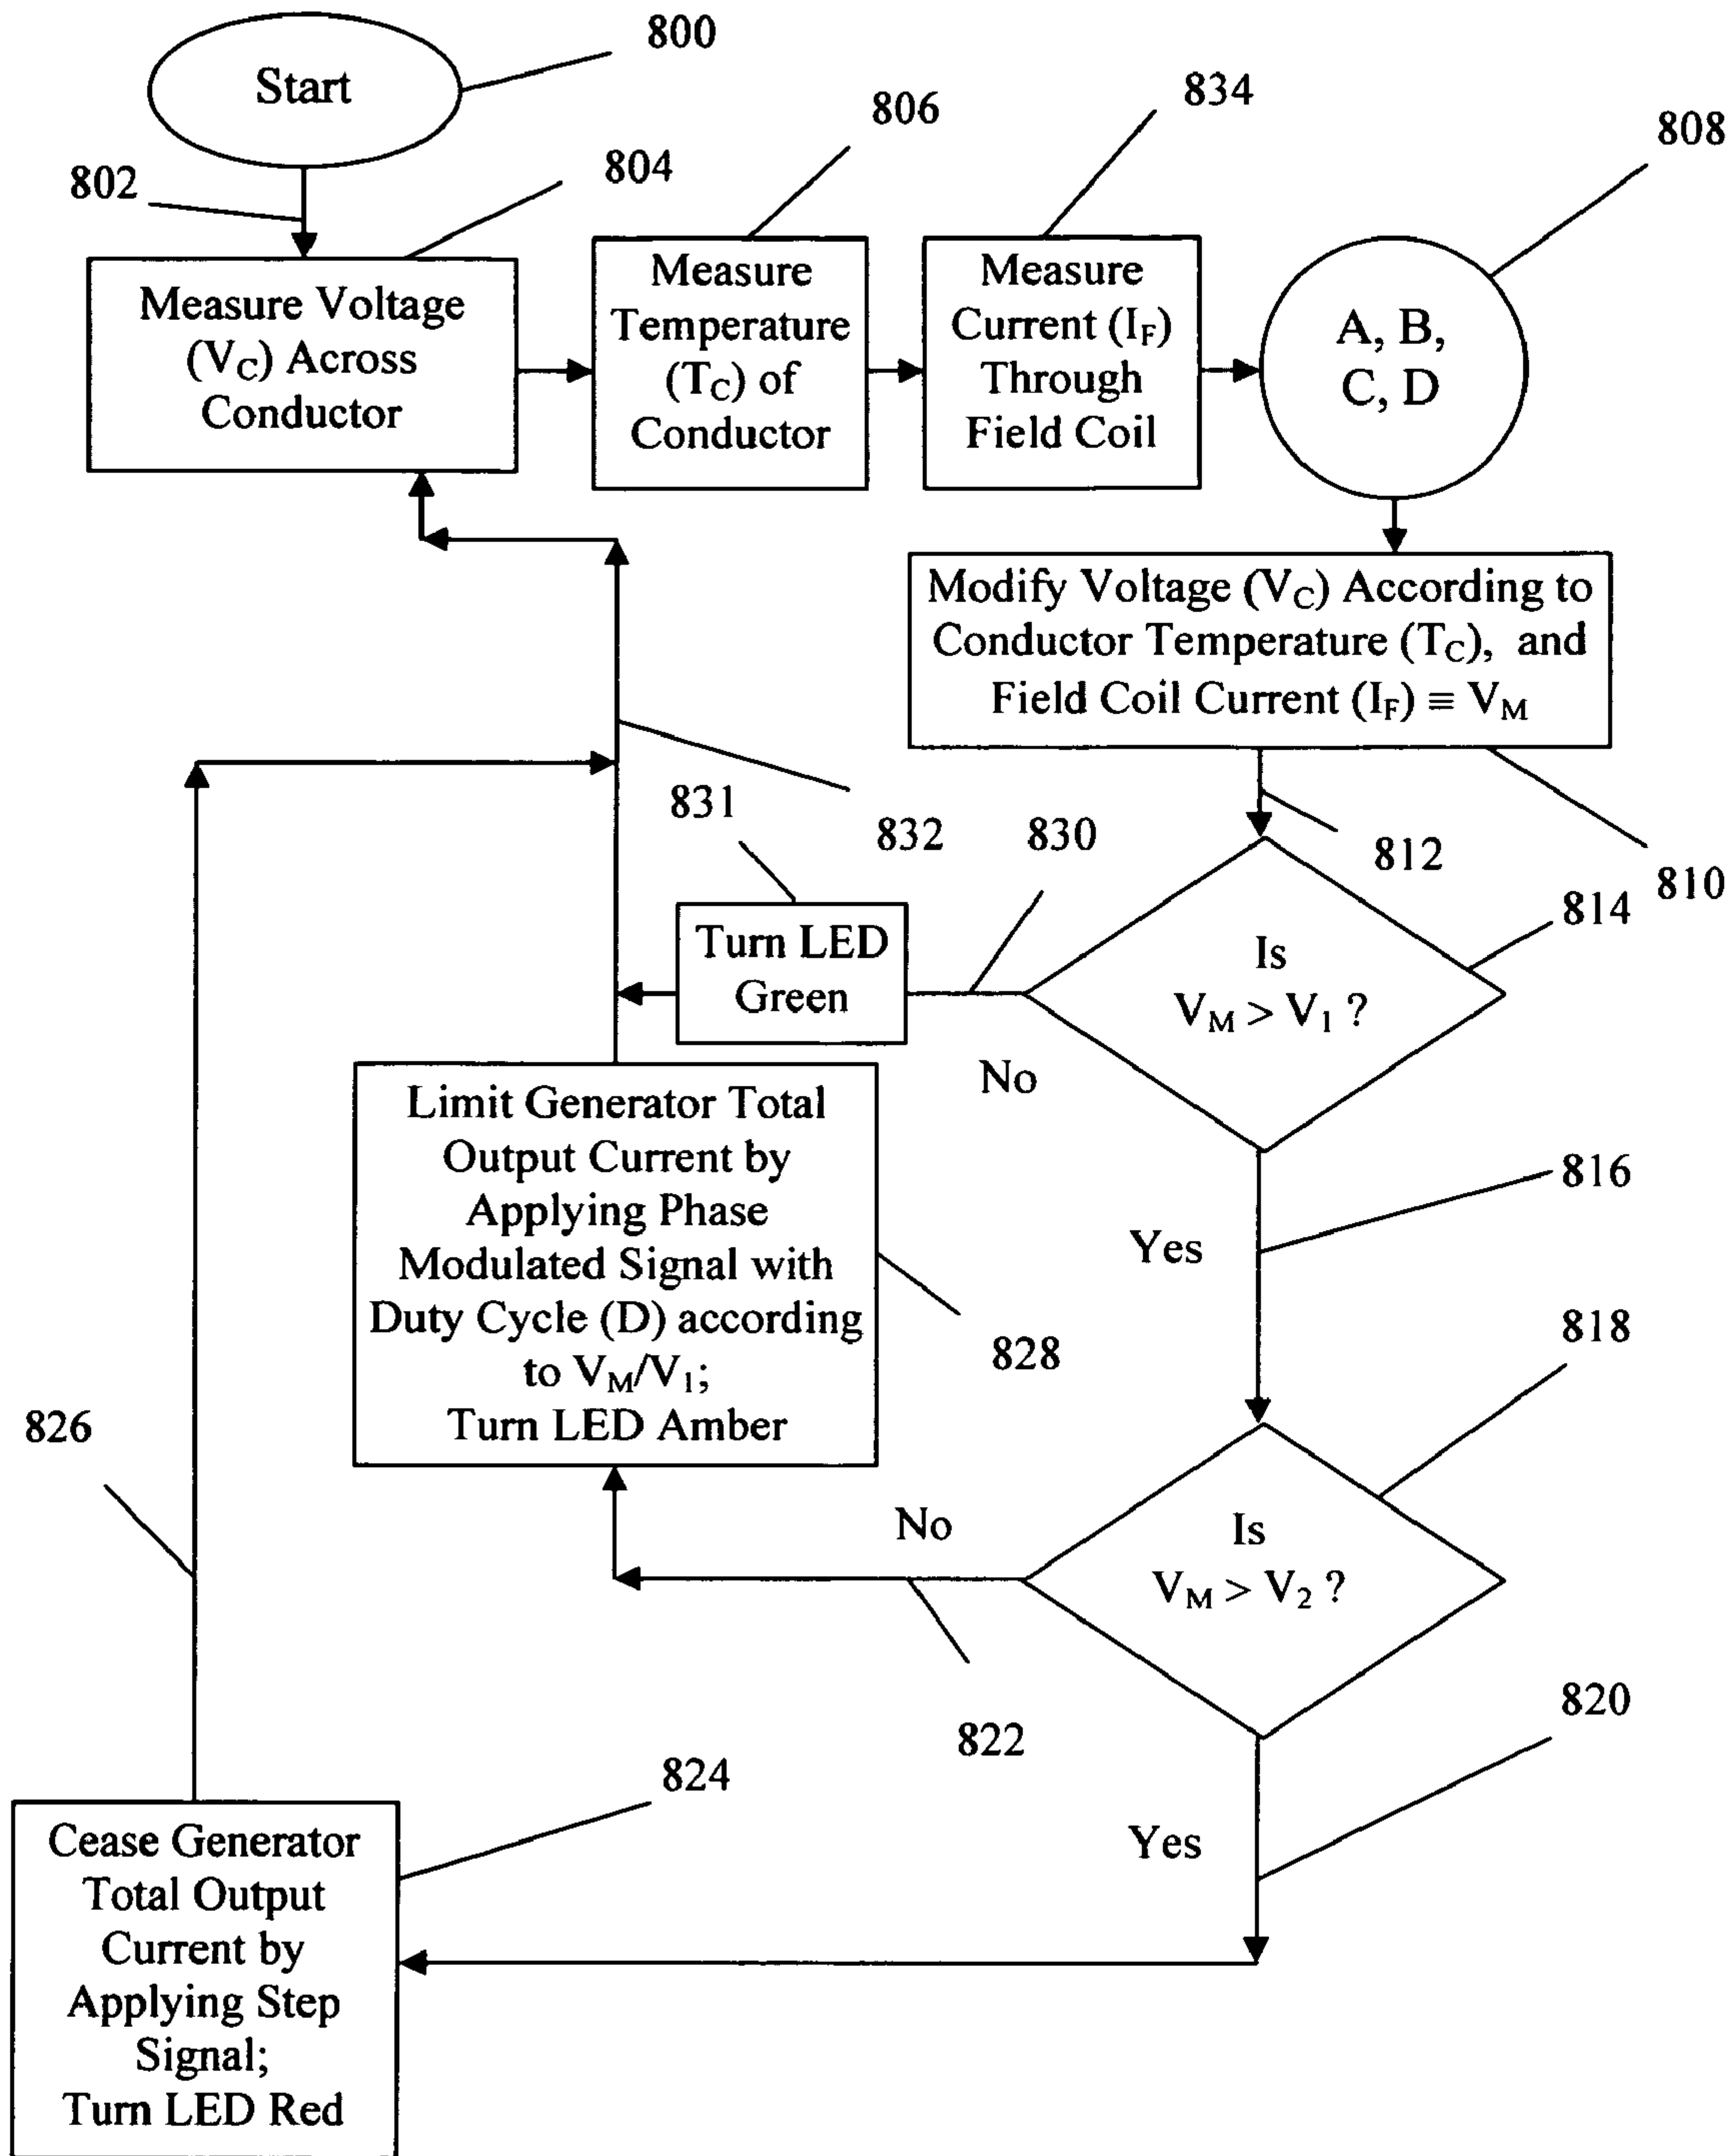 800
Start
802
804
806
834
808
Measure Voltage
(V_C) Across
Conductor
Measure
Temperature
(T_C) of
Conductor
Measure
Current (I_F)
Through
Field Coil
A, B,
C, D
Modify Voltage (V_C) According to
Conductor Temperature (T_C), and
Field Coil Current (I_F) ≡ V_M
831
832
830
812
810
814
Turn LED
Green
Is
V_M > V_1 ?
No
Limit Generator Total
Output Current by
Applying Phase
Modulated Signal with
Duty Cycle (D) according
to V_M/V_1;
Turn LED Amber
816
Yes
828
818
826
No
Is
V_M > V_2 ?
822
820
824
Yes
Cease Generator
Total Output
Current by
Applying Step
Signal;
Turn LED Red